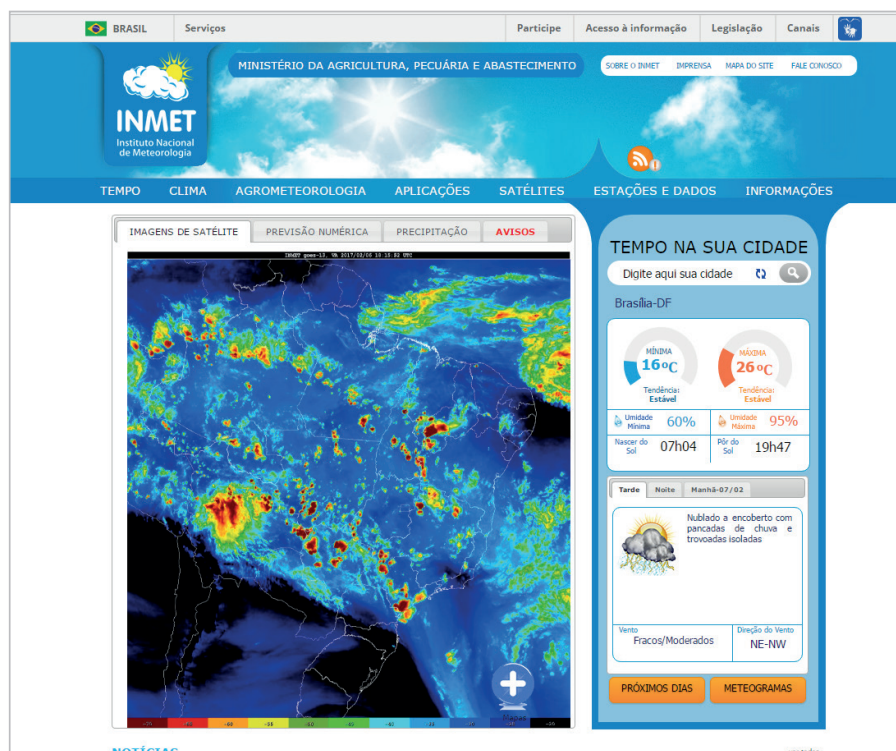 BRASIL
Serviços
Participe
Acesso à informação
Legislação
Canais
INMET
Instituto Nacional
de Meteorologia
MINISTÉRIO DA AGRICULTURA, PECUÁRIA E ABASTECIMENTO
SOBRE O INMET
IMPRENSA
MAPA DO SITE
FALE CONOSCO
TEMPO
CLIMA
AGROMETEOROLOGIA
APLICAÇÕES
SATÉLITES
ESTAÇÕES E DADOS
INFORMAÇÕES
IMAGENS DE SATÉLITE
PREVISÃO NUMÉRICA
PRECIPITAÇÃO
AVISOS
Mapas
TEMPO NA SUA CIDADE
Digite aqui sua cidade
Brasília-DF
MÍNIMA
16ºC
Tendência:
Estável
MÁXIMA
26ºC
Tendência:
Estável
Umidade
Mínima
60%
Umidade
Máxima
95%
Nascer do
Sol
07h04
Pôr do
Sol
19h47
Tarde
Noite
Manhã-07/02
Nublado a encoberto com
pancadas de chuva e
trovoadas isoladas
Vento
Fracos/Moderados
Direção do Vento
NE-NW
PRÓXIMOS DIAS
METEOGRAMAS